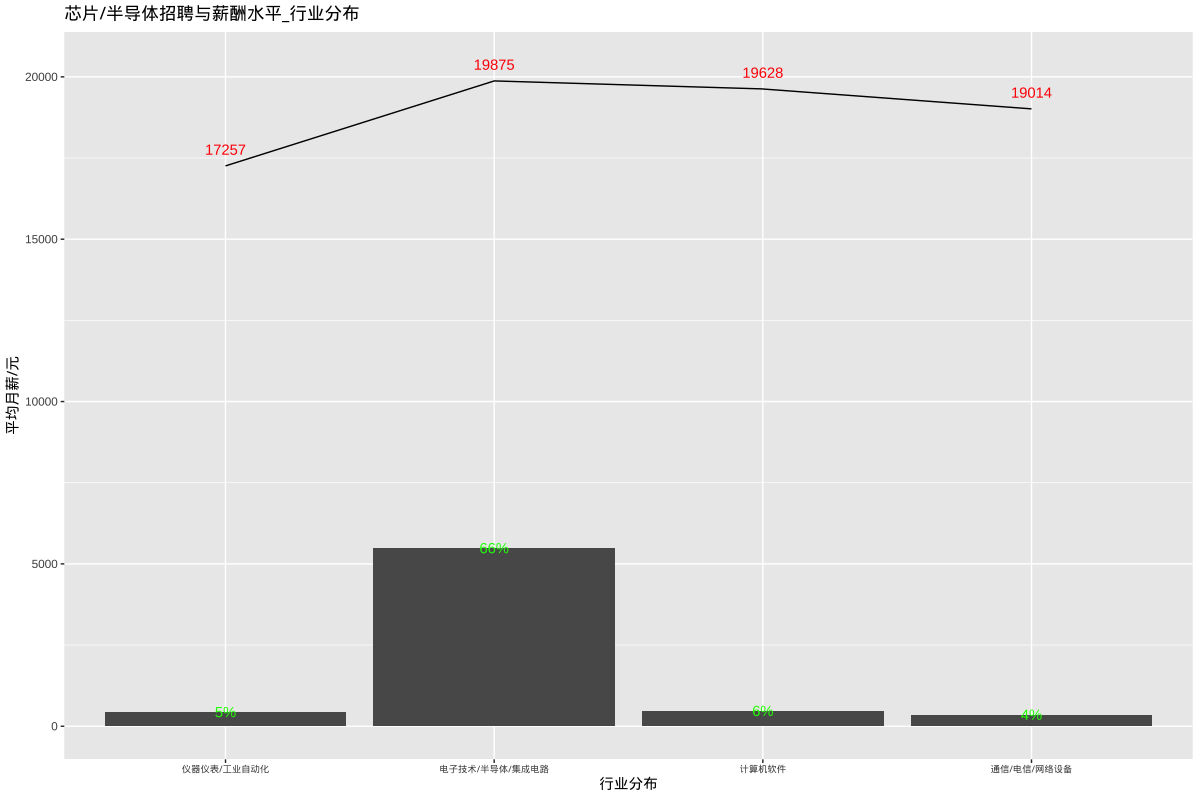 芯片/半导体招聘与薪酬水平_行业分布
平均月薪/元
20000
15000
10000
5000
0
17257
19875
19628
19014
5%
66%
6%
4%
仪器仪表/工业自动化
电子技术/半导体/集成电路
计算机软件
通信/电信/网络设备
行业分布